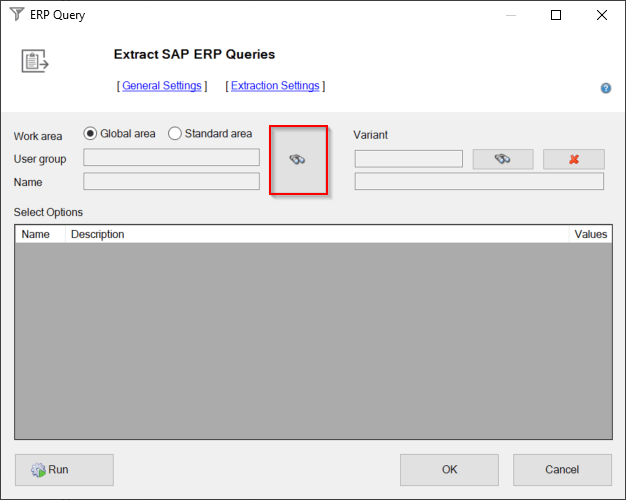 ERP Query
Extract SAP ERP Queries
[ General Settings ] [ Extraction Settings ]
?
Work area Global area Standard area Variant
User group
Name
Select Options
Name Description Values
Run OK Cancel